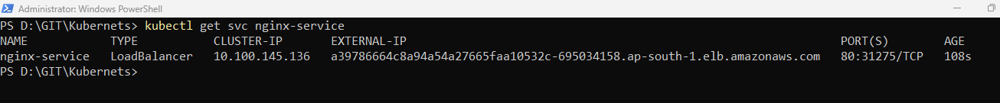 Administrator: Windows PowerShell
PS D:\GIT\Kubernets> kubectl get svc nginx-service
NAME TYPE CLUSTER-IP EXTERNAL-IP PORT(S) AGE
nginx-service LoadBalancer 10.100.145.136 a39786664c8a94a54a27665faa10532c-695034158.ap-south-1.elb.amazonaws.com 80:31275/TCP 108s
PS D:\GIT\Kubernets>